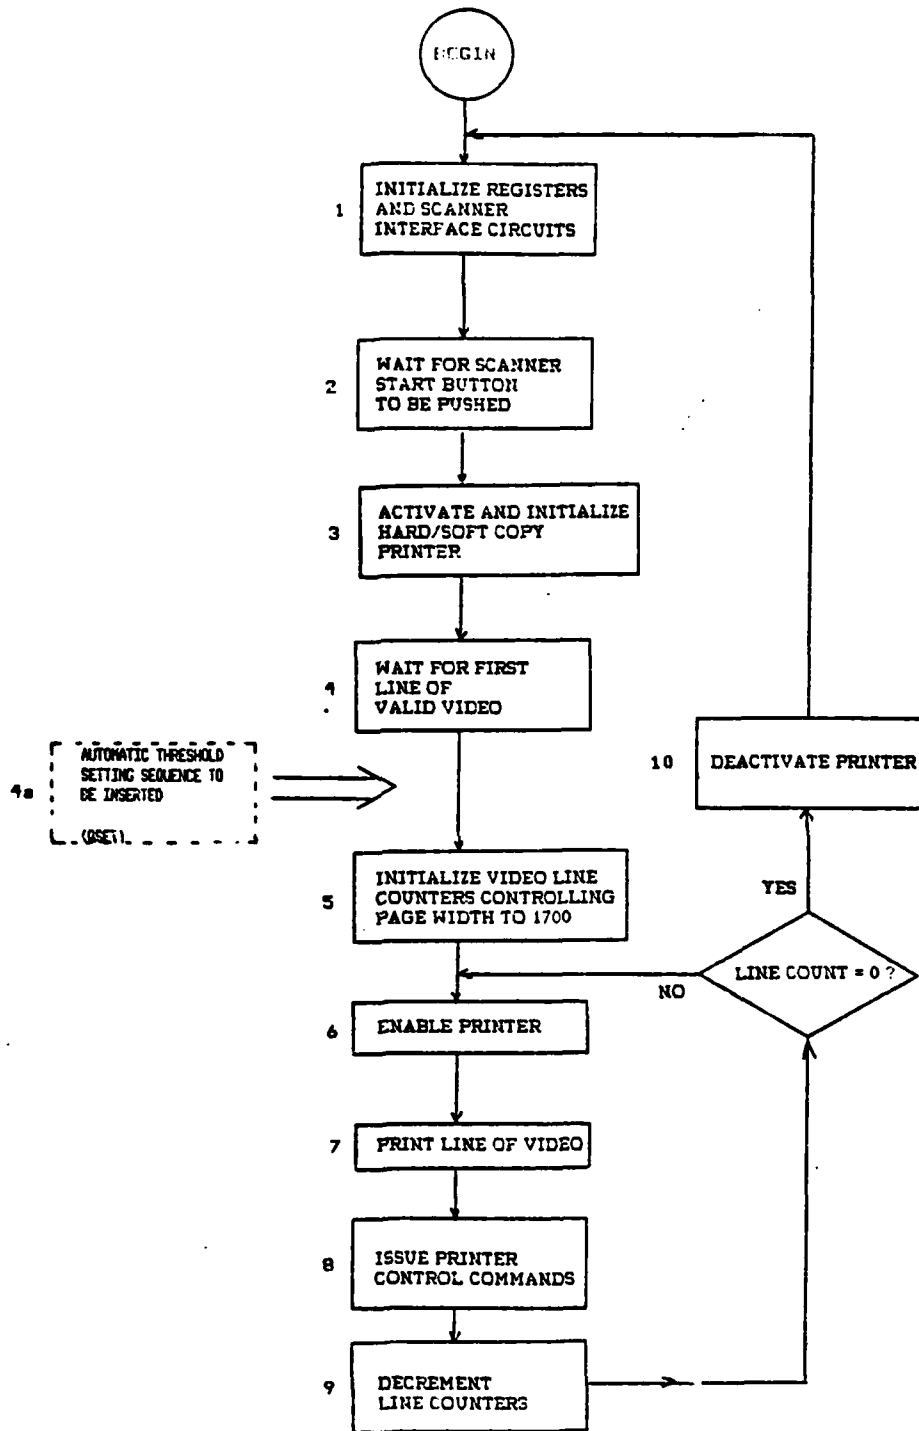 BEGIN
1
INITIALIZE REGISTERS
AND SCANNER
INTERFACE CIRCUITS
2
WAIT FOR SCANNER
START BUTTON
TO BE PUSHED
3
ACTIVATE AND INITIALIZE
HARD/SOFT COPY
PRINTER
4
WAIT FOR FIRST
LINE OF
VALID VIDEO
4a
AUTOMATIC THRESHOLD
SETTING SEQUENCE TO
BE INSERTED
5
INITIALIZE VIDEO LINE
COUNTERS CONTROLLING
PAGE WIDTH TO 1700
6
ENABLE PRINTER
7
PRINT LINE OF VIDEO
8
ISSUE PRINTER
CONTROL COMMANDS
9
DECREMENT
LINE COUNTERS
LINE COUNT = 0 ?
NO
YES
10
DEACTIVATE PRINTER